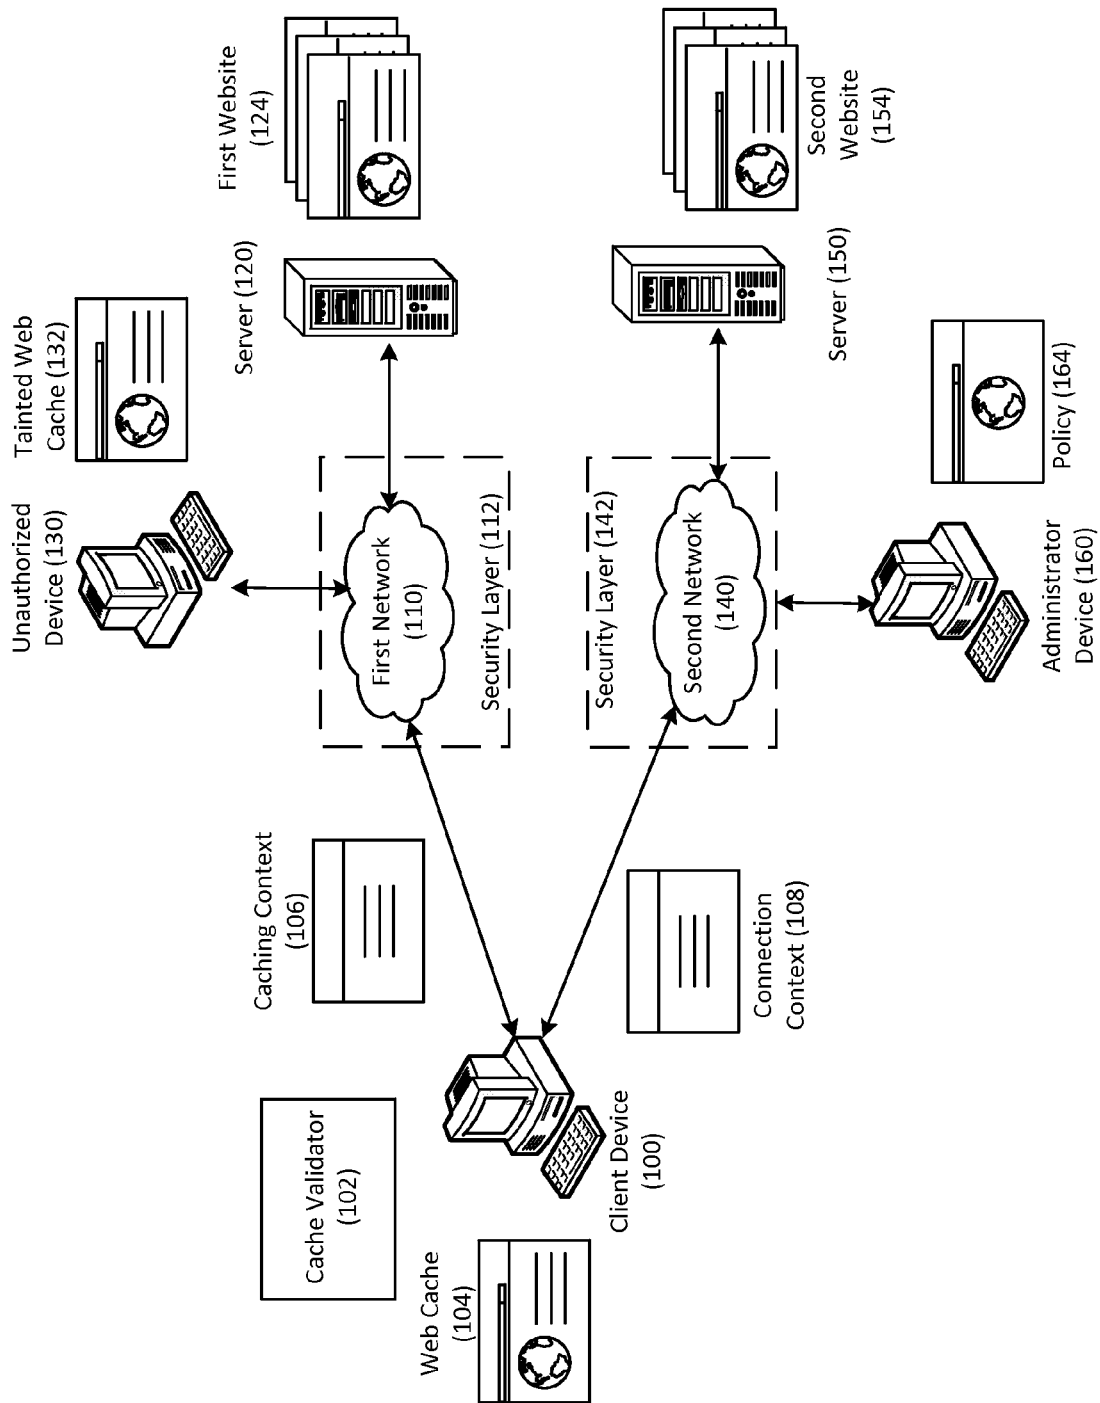 Unauthorized
Device (130)
Tainted Web
Cache (132)
First Website
(124)
Server (120)
First Network
(110)
Security Layer (112)
Caching Context
(106)
Cache Validator
(102)
Web Cache
(104)
Client Device
(100)
Connection
Context (108)
Security Layer (142)
Second Network
(140)
Server (150)
Second
Website
(154)
Administrator
Device (160)
Policy (164)